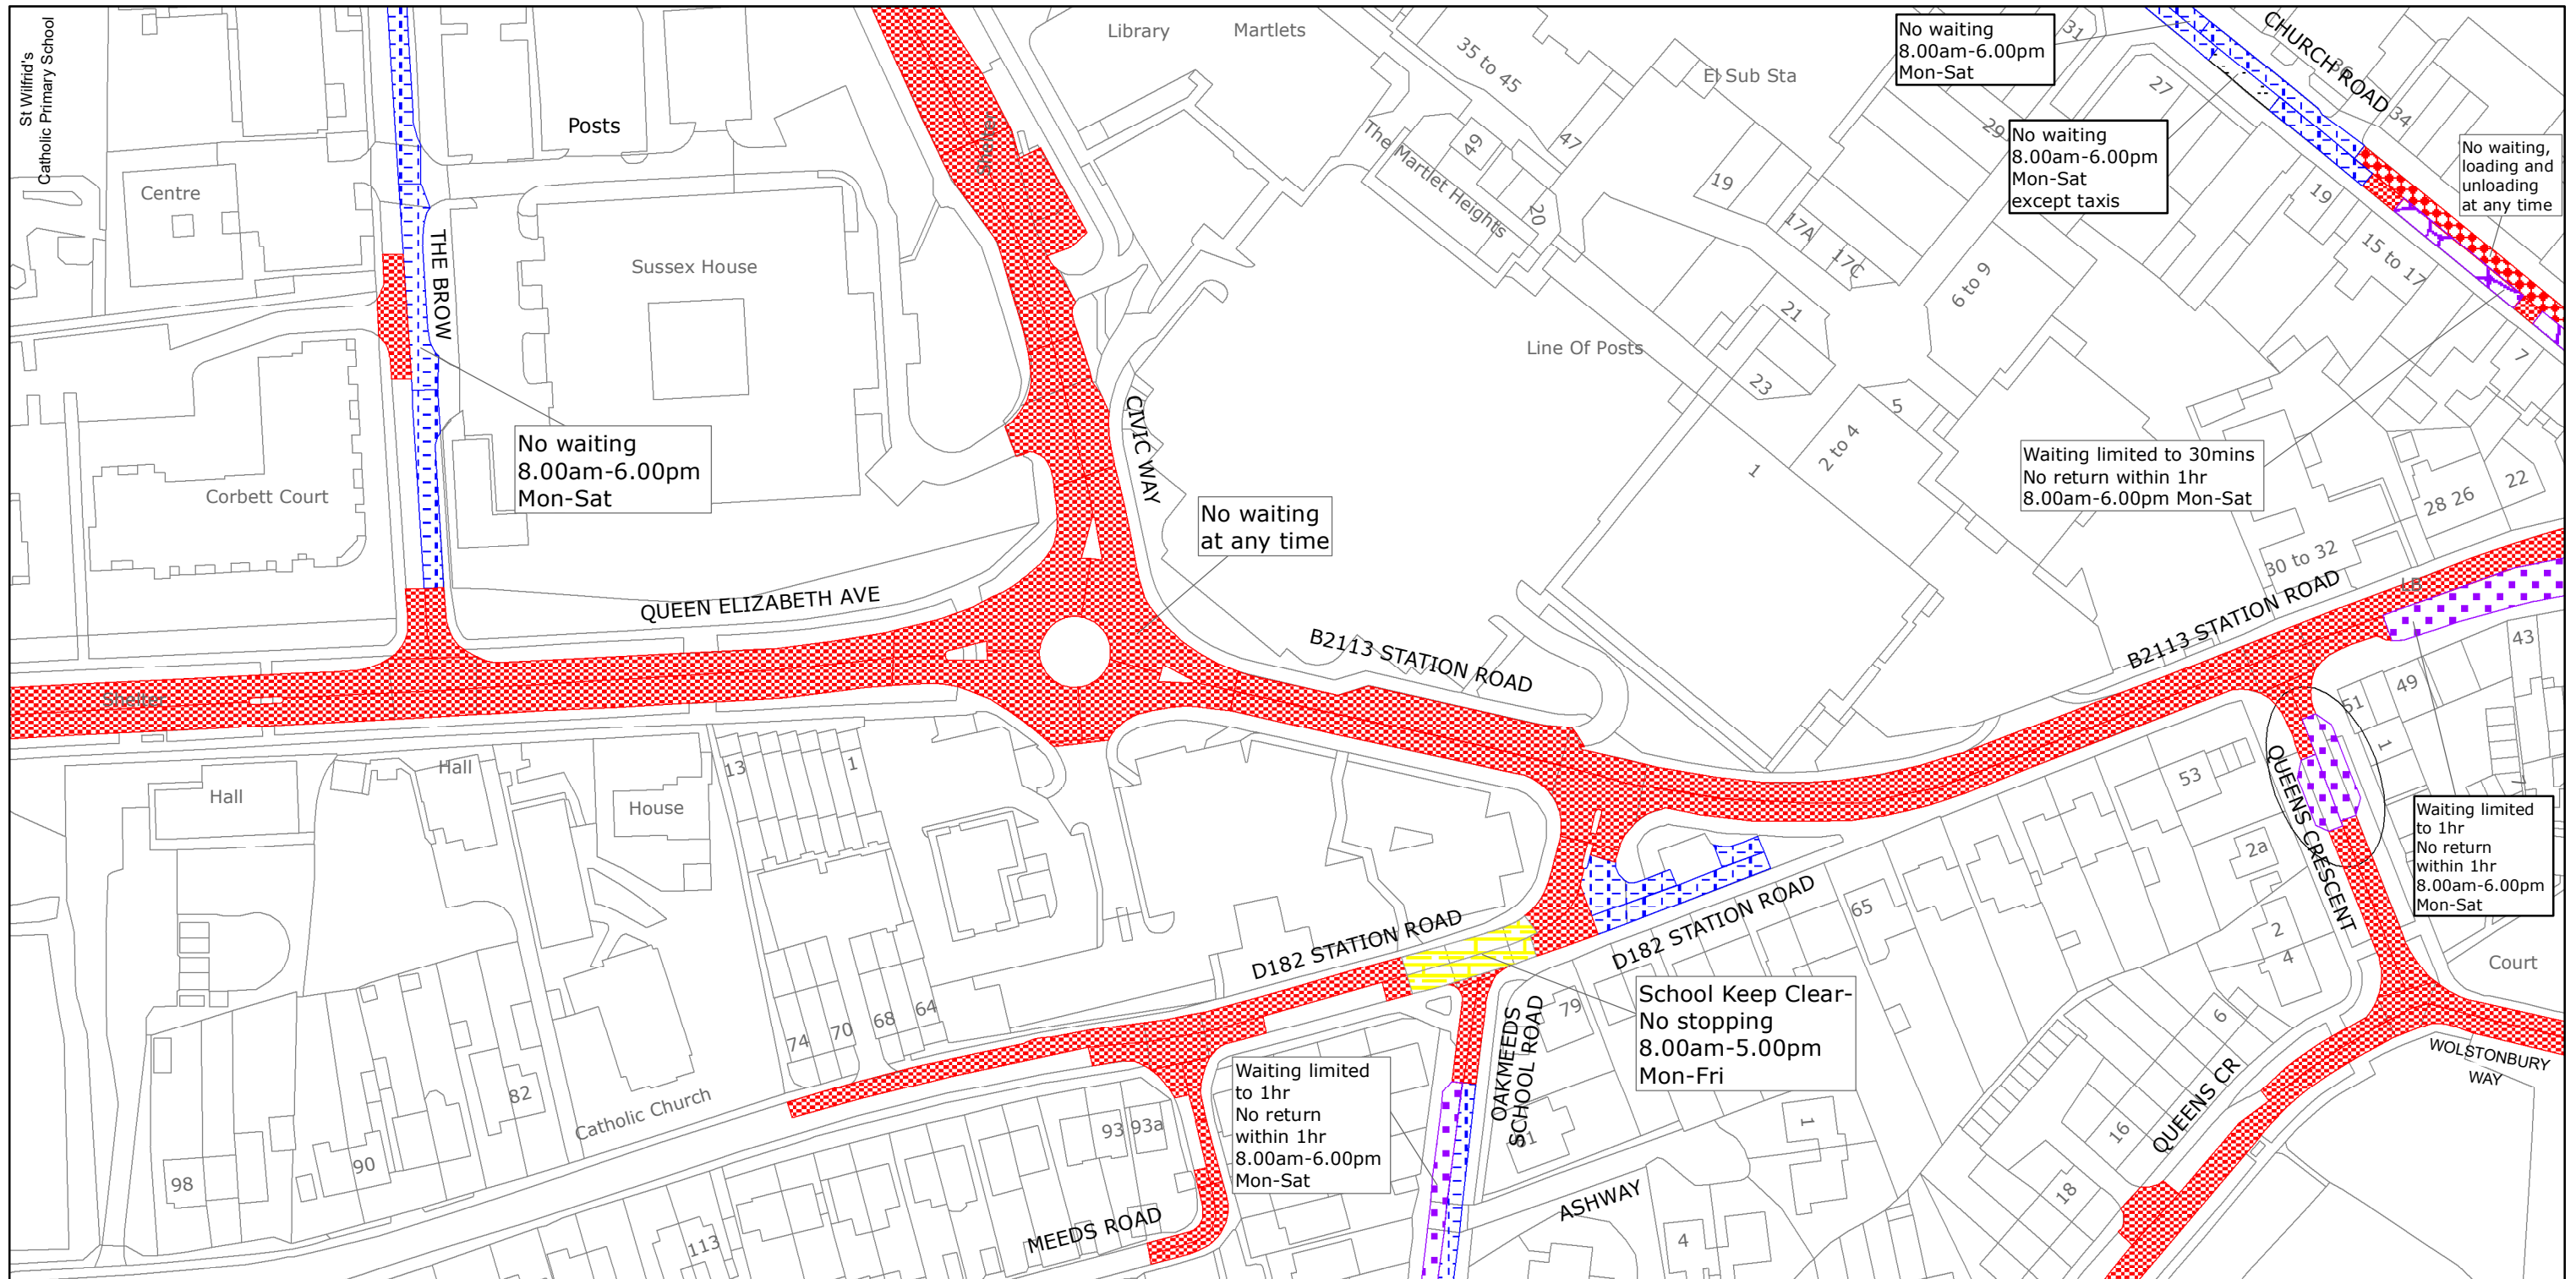 St Wilfrid's
Catholic Primary School
Centre
Posts
THE BROW
Sussex House
No waiting
8.00am-6.00pm
Mon-Sat
Corbett Court
QUEEN ELIZABETH AVE
Shelter
Library
Martlets
35 to 45
El Sub Sta
The Martlet Heights
49
47
20
19
17A
17C
21
23
Line Of Posts
6 to 9
5
2 to 4
1
CIVIC WAY
No waiting
at any time
B2113 STATION ROAD
No waiting
8.00am-6.00pm
Mon-Sat
31
27
29
No waiting
8.00am-6.00pm
Mon-Sat
except taxis
CHURCH ROAD
36
34
No waiting,
loading and
unloading
at any time
19
15 to 17
7
Waiting limited to 30mins
No return within 1hr
8.00am-6.00pm Mon-Sat
22
28 26
30 to 32
LB
B2113 STATION ROAD
43
49
51
1
7
53
2a
2
4
QUEENS CRESCENT
Waiting limited
to 1hr
No return
within 1hr
8.00am-6.00pm
Mon-Sat
Court
WOLSTONBURY
WAY
QUEENS CR
6
16
18
Hall
Hall
House
13
1
D182 STATION ROAD
D182 STATION ROAD
65
79
81
School Keep Clear-
No stopping
8.00am-5.00pm
Mon-Fri
OAKMEEDS
SCHOOL ROAD
Waiting limited
to 1hr
No return
within 1hr
8.00am-6.00pm
Mon-Sat
74
70
68
64
82
Catholic Church
90
98
93
93a
113
MEEDS ROAD
ASHWAY
1
4